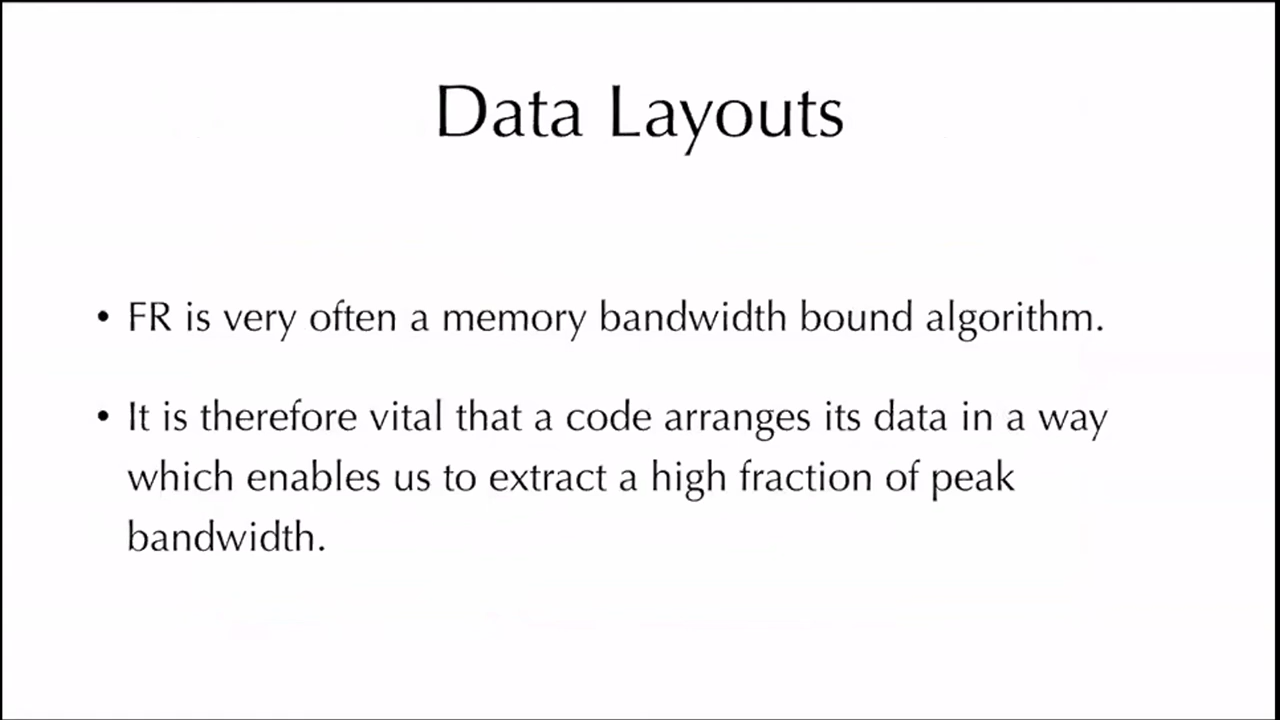 Data Layouts
• FR is very often a memory bandwidth bound algorithm.
• It is therefore vital that a code arranges its data in a way
which enables us to extract a high fraction of peak
bandwidth.